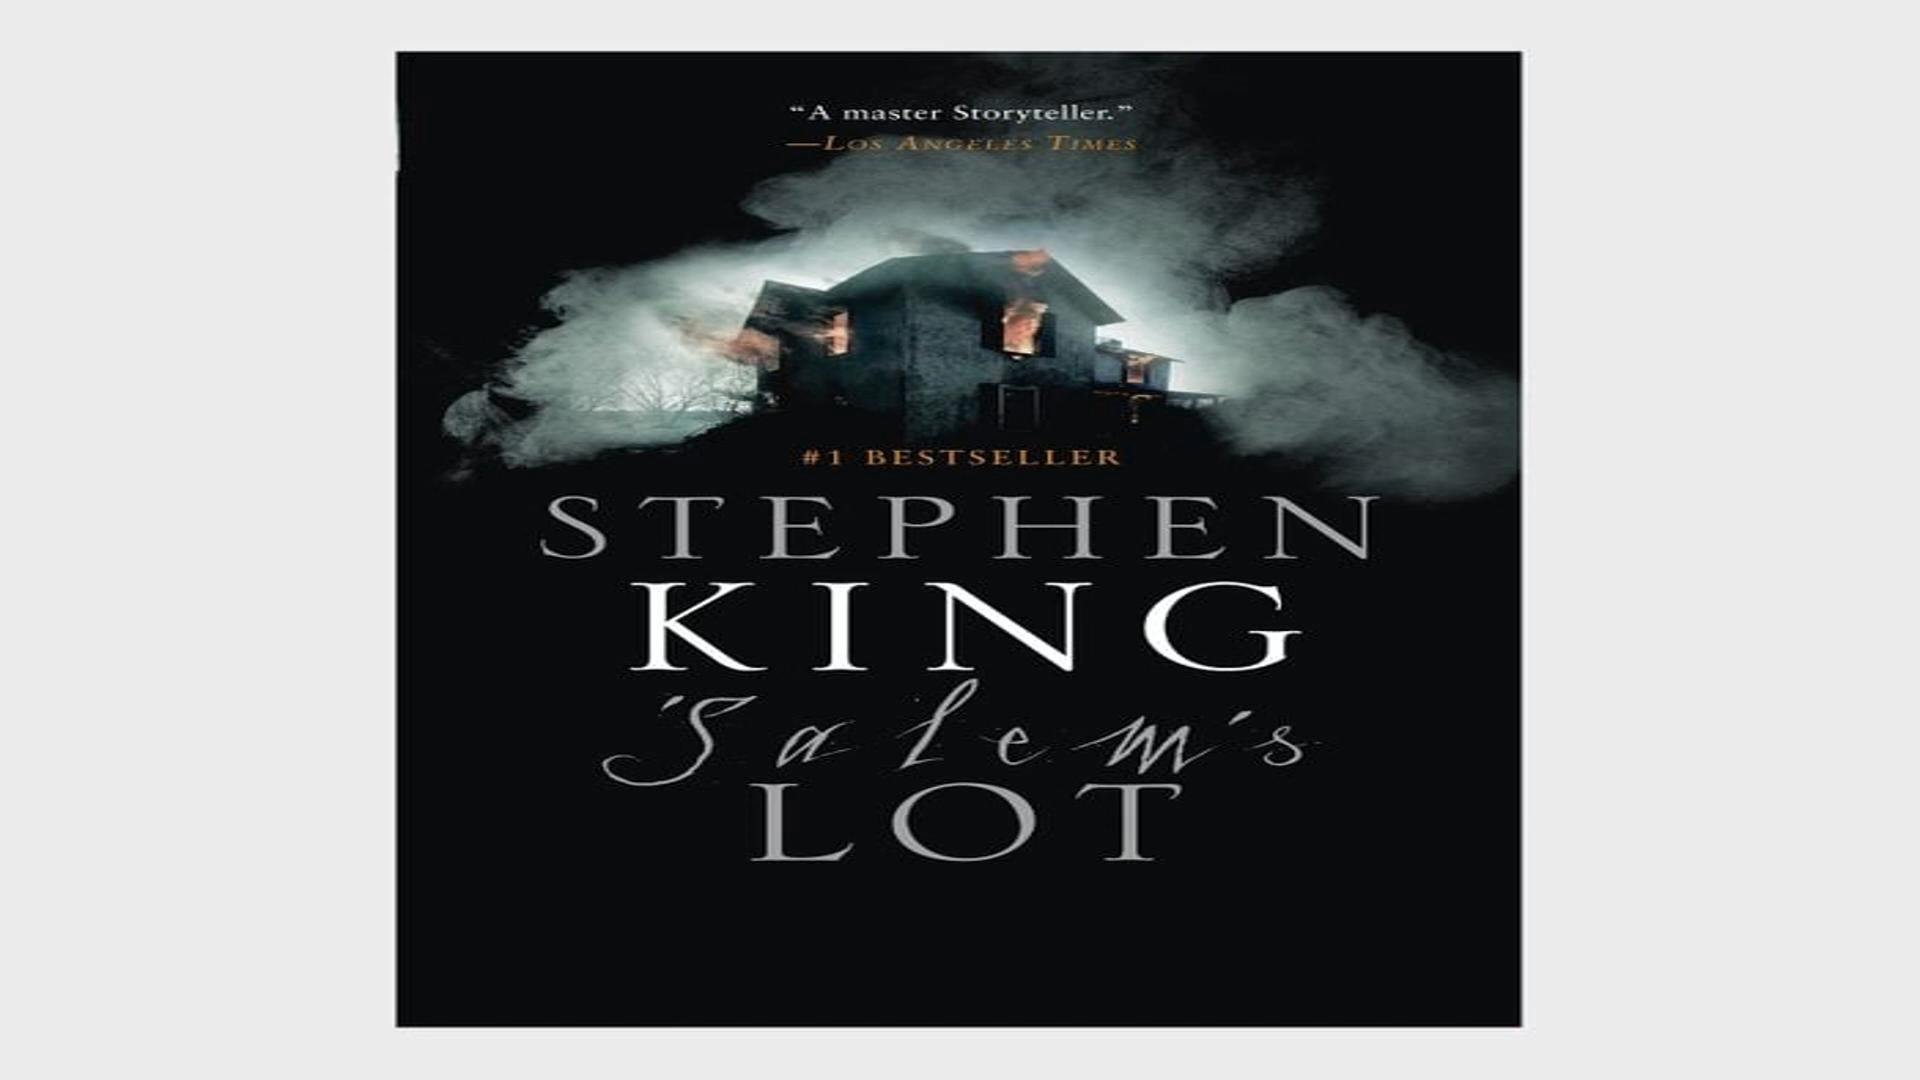 “A master Storyteller.”
—LOS ANGELES TIMES
#1 BESTSELLER
STEPHEN
KING
’Salem’s
LOT